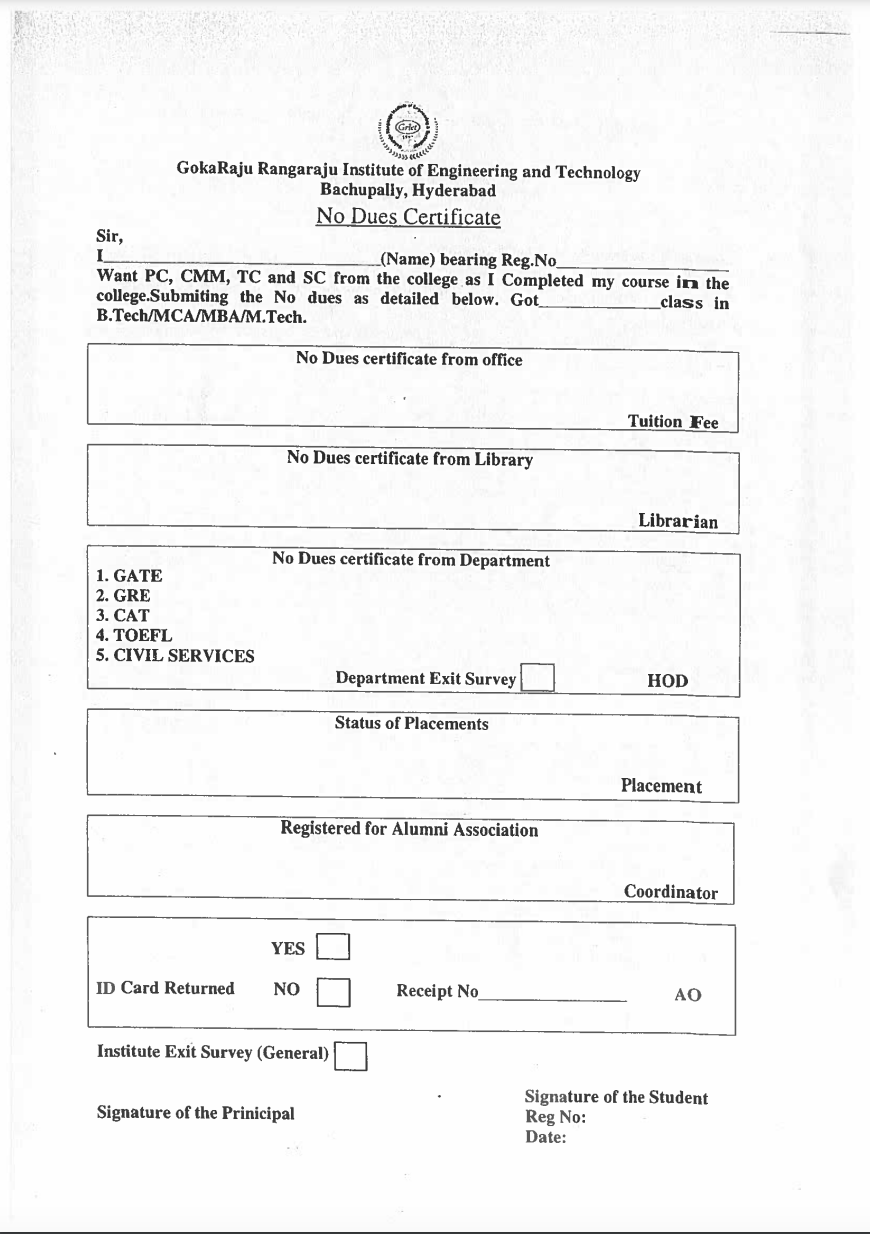 Griet
GokaRaju Rangaraju Institute of Engineering and Technology
Bachupally, Hyderabad
No Dues Certificate
Sir,
I__________________________(Name) bearing Reg.No________________
Want PC, CMM, TC and SC from the college as I Completed my course in the
college.Submiting the No dues as detailed below. Got____________class in
B.Tech/MCA/MBA/M.Tech.
No Dues certificate from office
Tuition Fee
No Dues certificate from Library
Librarian
No Dues certificate from Department
1. GATE
2. GRE
3. CAT
4. TOEFL
5. CIVIL SERVICES
Department Exit Survey HOD
Status of Placements
Placement
Registered for Alumni Association
Coordinator
YES
ID Card Returned NO Receipt No______________ AO
Institute Exit Survey (General)
Signature of the Prinicipal
Signature of the Student
Reg No:
Date: